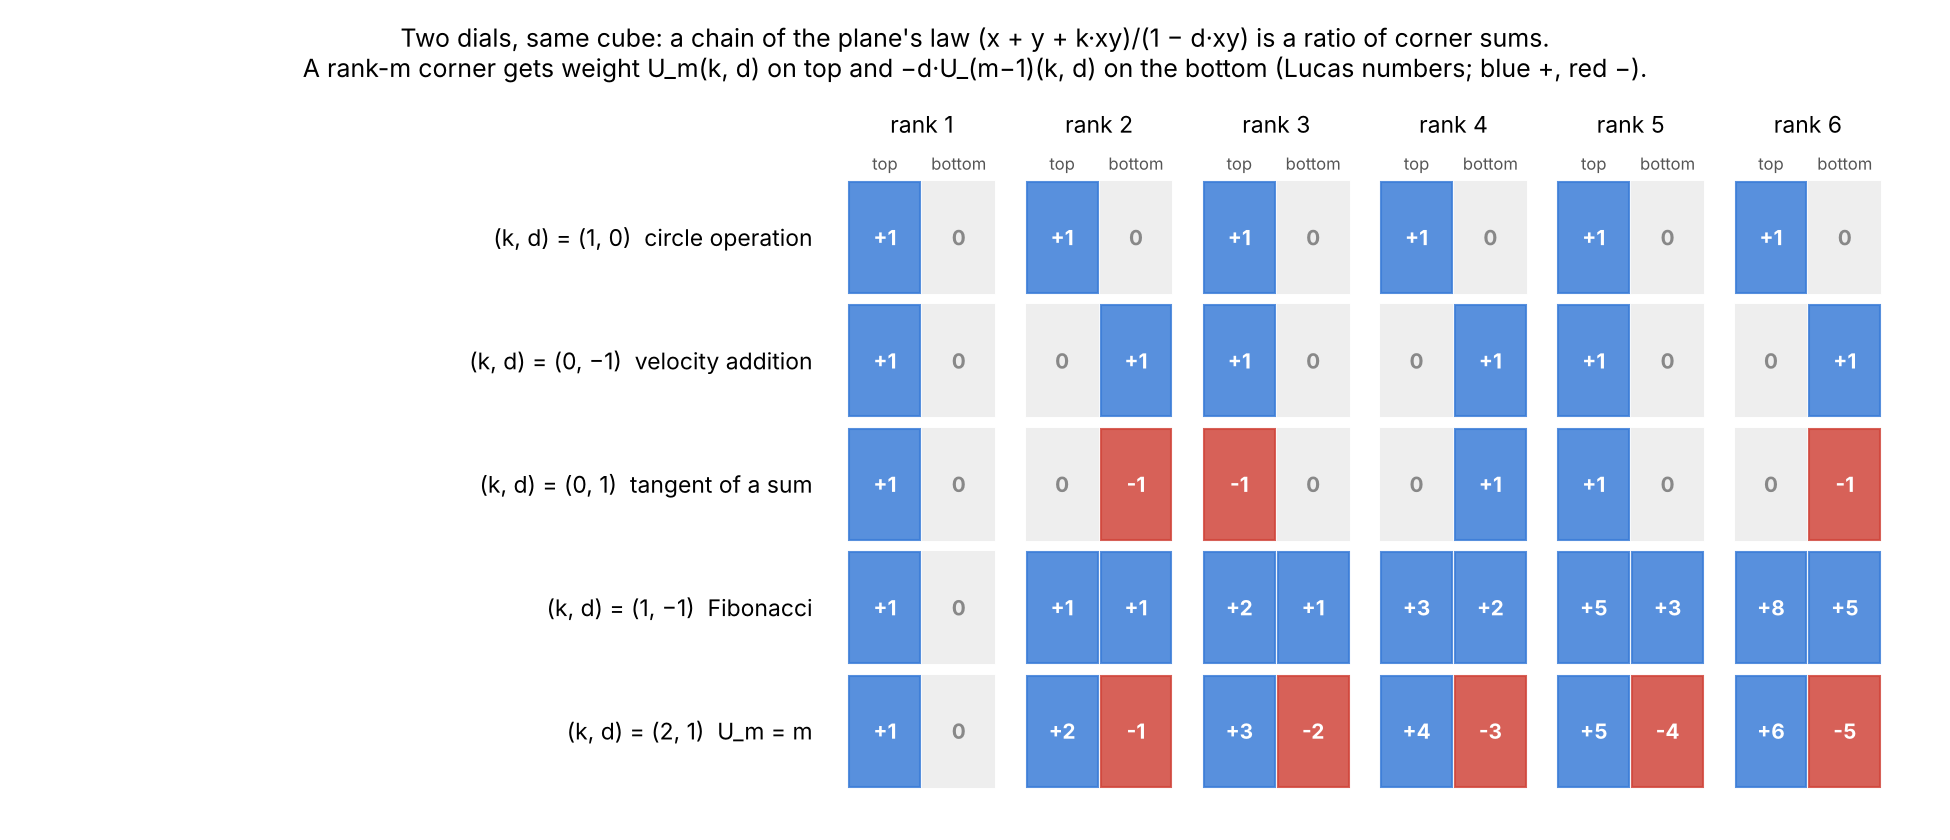 Two dials, same cube: a chain of the plane's law (x + y + k·xy)/(1 − d·xy) is a ratio of corner sums.
A rank-m corner gets weight U_m(k, d) on top and −d·U_(m−1)(k, d) on the bottom (Lucas numbers; blue +, red −).
rank 1 rank 2 rank 3 rank 4 rank 5 rank 6
top bottom top bottom top bottom top bottom top bottom top bottom
(k, d) = (1, 0) circle operation +1 0 +1 0 +1 0 +1 0 +1 0 +1 0
(k, d) = (0, −1) velocity addition +1 0 0 +1 +1 0 0 +1 +1 0 0 +1
(k, d) = (0, 1) tangent of a sum +1 0 0 -1 -1 0 0 +1 +1 0 0 -1
(k, d) = (1, −1) Fibonacci +1 0 +1 +1 +2 +1 +3 +2 +5 +3 +8 +5
(k, d) = (2, 1) U_m = m +1 0 +2 -1 +3 -2 +4 -3 +5 -4 +6 -5